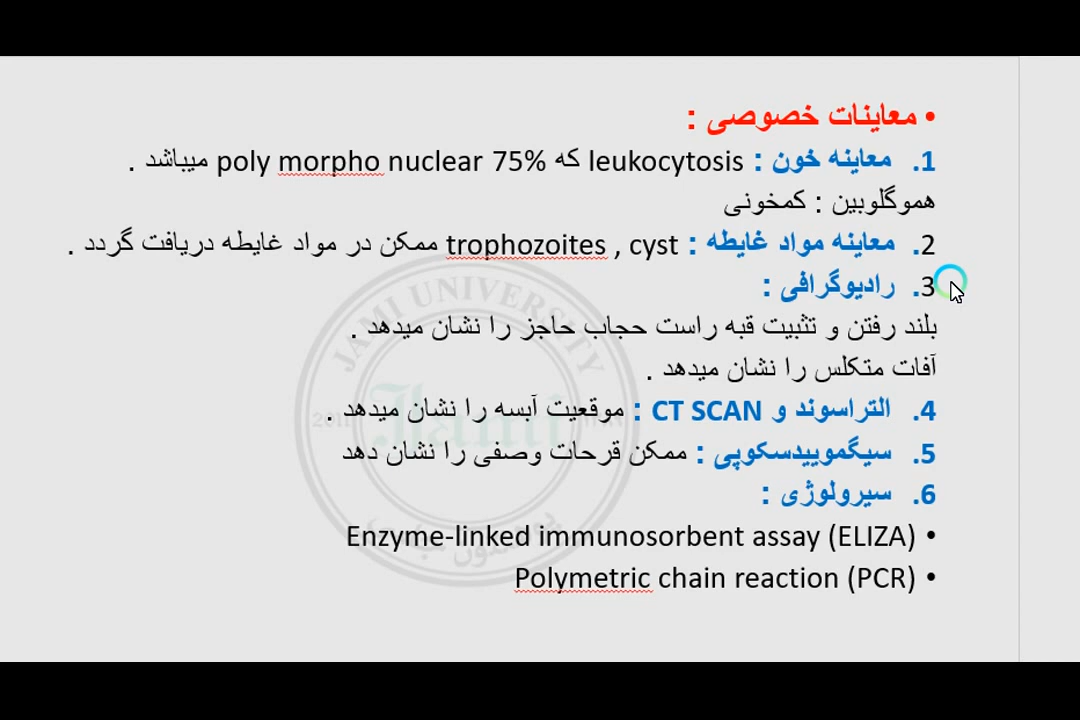 • معاینات خصوصی :
1. معاینه خون : leukocytosis که 75% poly morpho nuclear میباشد .
هموگلوبین : کمخونی
2. معاینه مواد غایطه : trophozoites , cyst ممکن در مواد غایطه دریافت گردد .
3. رادیوگرافی :
بلند رفتن و تثبیت قبه راست حجاب حاجز را نشان میدهد .
آفات متکلس را نشان میدهد .
4. التراسوند و CT SCAN : موقعیت آبسه را نشان میدهد .
5. سیگموییدسکوپی : ممکن قرحات وصفی را نشان دهد
6. سیرولوژی :
• Enzyme-linked immunosorbent assay (ELIZA)
• Polymetric chain reaction (PCR)
JAMI UNIVERSITY
Jami